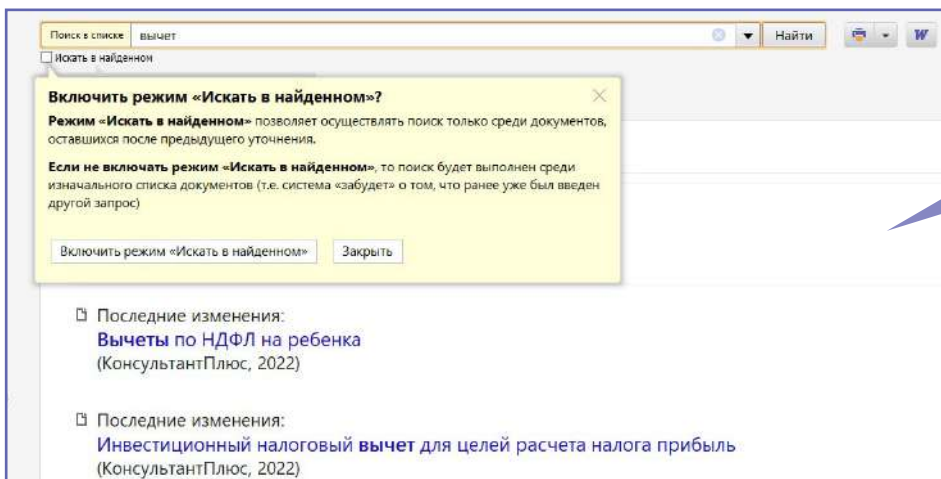 Поиск в списке вычет Найти W
Искать в найденном
Включить режим «Искать в найденном»?
Режим «Искать в найденном» позволяет осуществлять поиск только среди документов,
оставшихся после предыдущего уточнения.
Если не включать режим «Искать в найденном», то поиск будет выполнен среди
изначального списка документов (т.е. система «забудет» о том, что ранее уже был введен
другой запрос)
Включить режим «Искать в найденном» Закрыть
Последние изменения:
Вычеты по НДФЛ на ребенка
(КонсультантПлюс, 2022)
Последние изменения:
Инвестиционный налоговый вычет для целей расчета налога прибыль
(КонсультантПлюс, 2022)